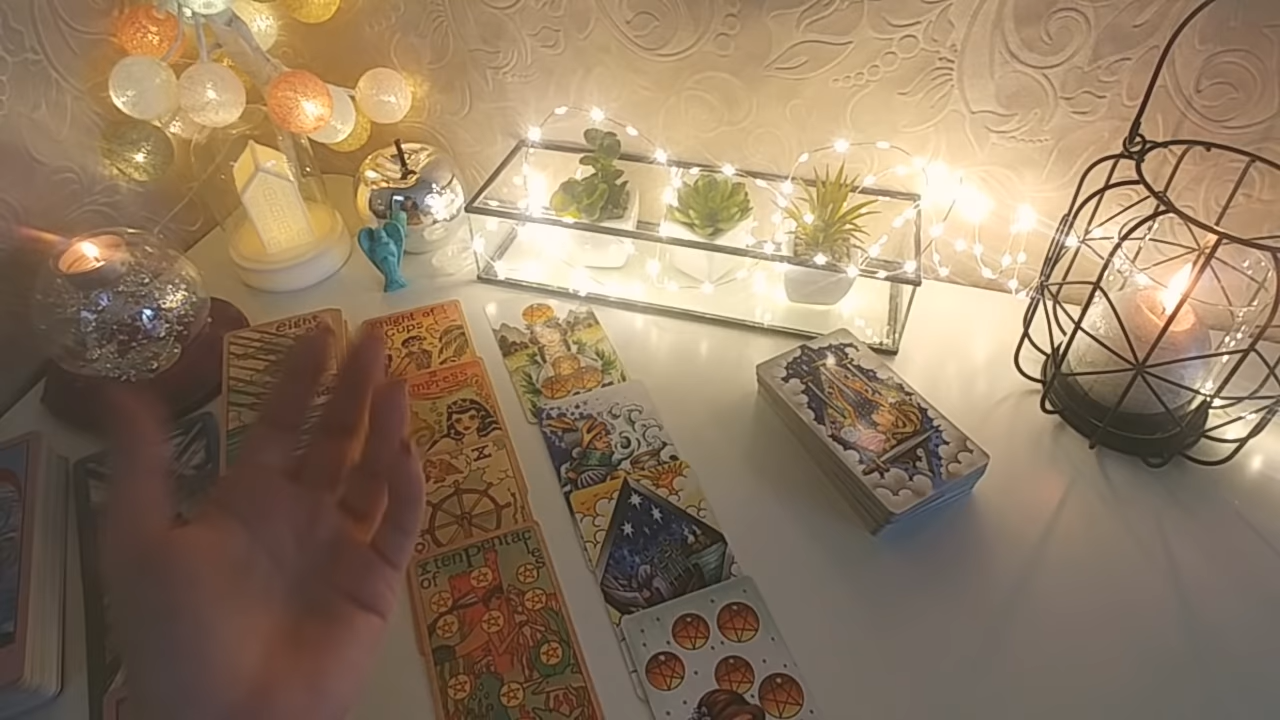 eight
Knight of
cups
Empress
X
x ten Pentac
of les